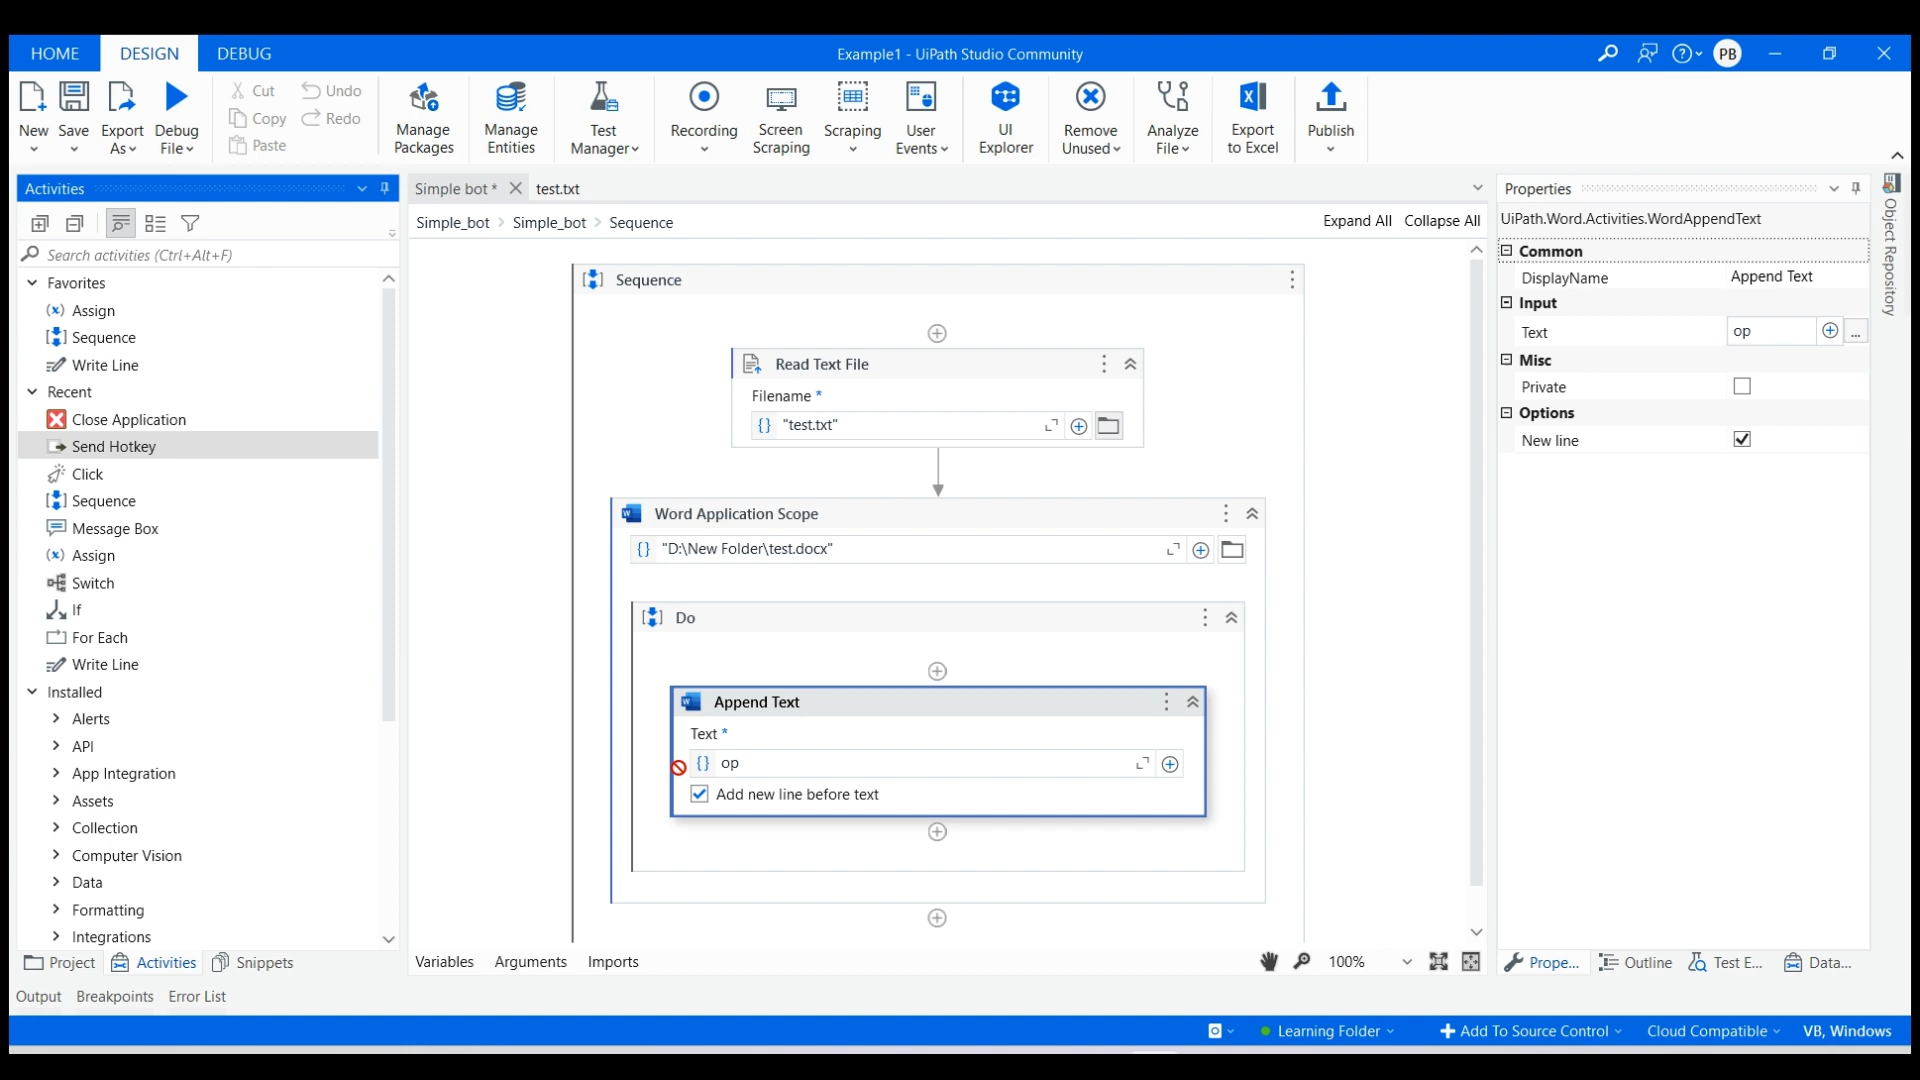 HOME DESIGN DEBUG Example1 - UiPath Studio Community PB
New Save Export As Debug File Cut Copy Paste Undo Redo Manage Packages Manage Entities Test Manager Recording Screen Scraping Scraping User Events UI Explorer Remove Unused Analyze File Export to Excel Publish
Activities
Search activities (Ctrl+Alt+F)
Favorites
Assign
Sequence
Write Line
Recent
Close Application
Send Hotkey
Click
Sequence
Message Box
Assign
Switch
If
For Each
Write Line
Installed
Alerts
API
App Integration
Assets
Collection
Computer Vision
Data
Formatting
Integrations
Project Activities Snippets
Simple bot * test.txt
Simple_bot > Simple_bot > Sequence Expand All Collapse All
Sequence
Read Text File
Filename *
{} "test.txt"
Word Application Scope
{} "D:\New Folder\test.docx"
Do
Append Text
Text *
{} op
Add new line before text
Variables Arguments Imports 100%
Properties
UiPath.Word.Activities.WordAppendText
Common
DisplayName Append Text
Input
Text op ...
Misc
Private
Options
New line
Prope... Outline Test E... Data...
Object Repository
Output Breakpoints Error List
Learning Folder Add To Source Control Cloud Compatible VB, Windows